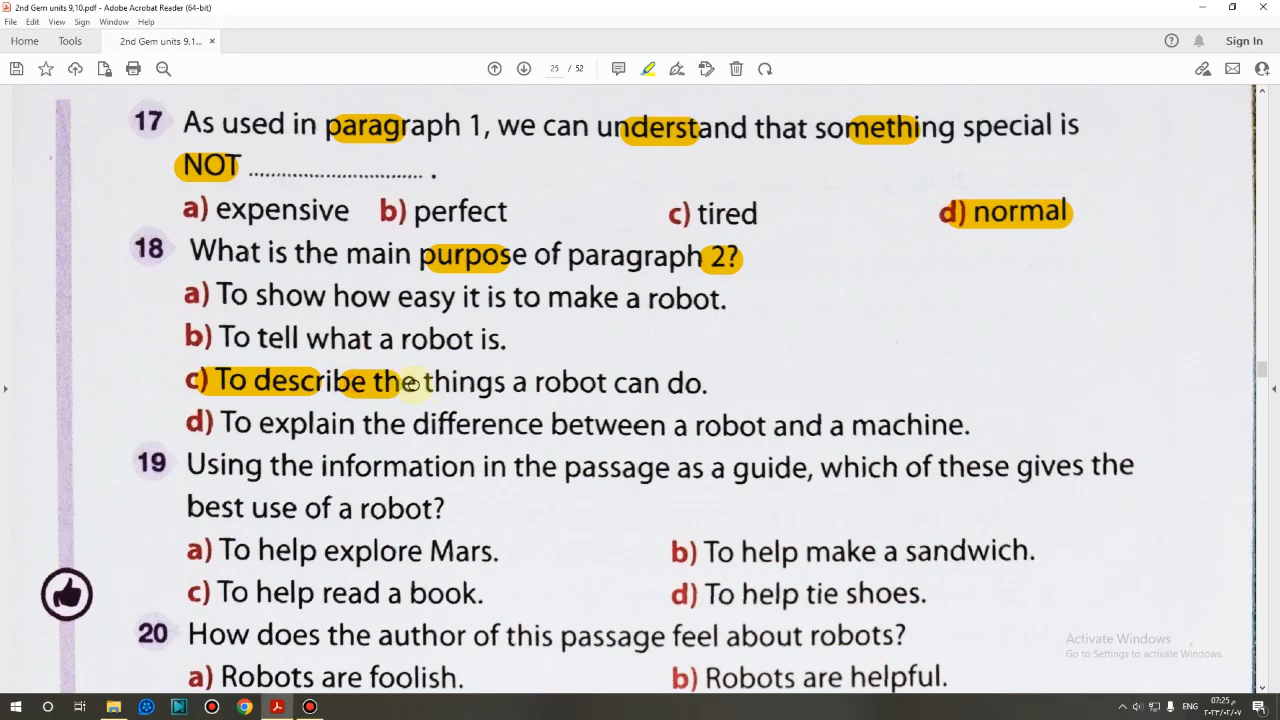 2nd Gem units 9,10.pdf - Adobe Acrobat Reader (64-bit)
File Edit View Sign Window Help
Home Tools 2nd Gem units 9,1... × Sign In
25 / 52
17 As used in paragraph 1, we can understand that something special is
NOT ................................ .
a) expensive b) perfect c) tired d) normal
18 What is the main purpose of paragraph 2?
a) To show how easy it is to make a robot.
b) To tell what a robot is.
c) To describe the things a robot can do.
d) To explain the difference between a robot and a machine.
19 Using the information in the passage as a guide, which of these gives the
best use of a robot?
a) To help explore Mars. b) To help make a sandwich.
c) To help read a book. d) To help tie shoes.
20 How does the author of this passage feel about robots?
a) Robots are foolish. b) Robots are helpful.
Activate Windows
Go to Settings to activate Windows.
ENG 07:25 ص